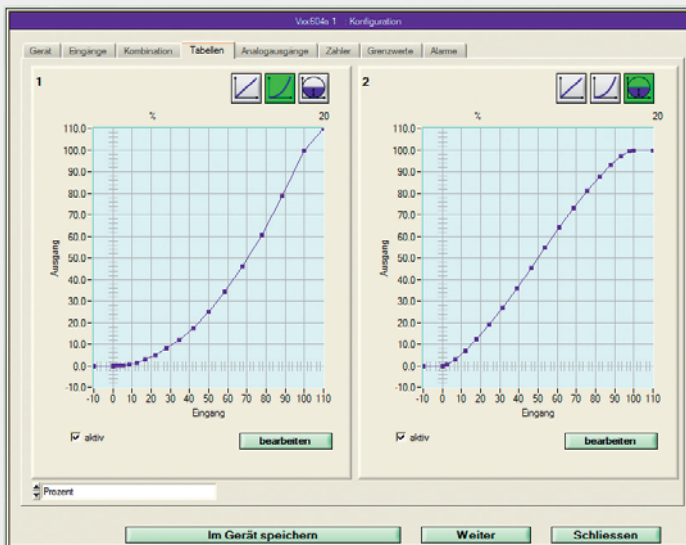 Vxx604s 1 : Konfiguration
Gerät Eingänge Kombination Tabellen Analogausgänge Zähler Grenzwerte Alarme
1
% 20
110.0
100.0
90.0
80.0
70.0
60.0
50.0
40.0
30.0
20.0
10.0
0.0
-10.0
Ausgang
-10 0 10 20 30 40 50 60 70 80 90 100 110
Eingang
aktiv
bearbeiten
2
% 20
110.0
100.0
90.0
80.0
70.0
60.0
50.0
40.0
30.0
20.0
10.0
0.0
-10.0
Ausgang
-10 0 10 20 30 40 50 60 70 80 90 100 110
Eingang
aktiv
bearbeiten
Prozent
Im Gerät speichern Weiter Schliessen